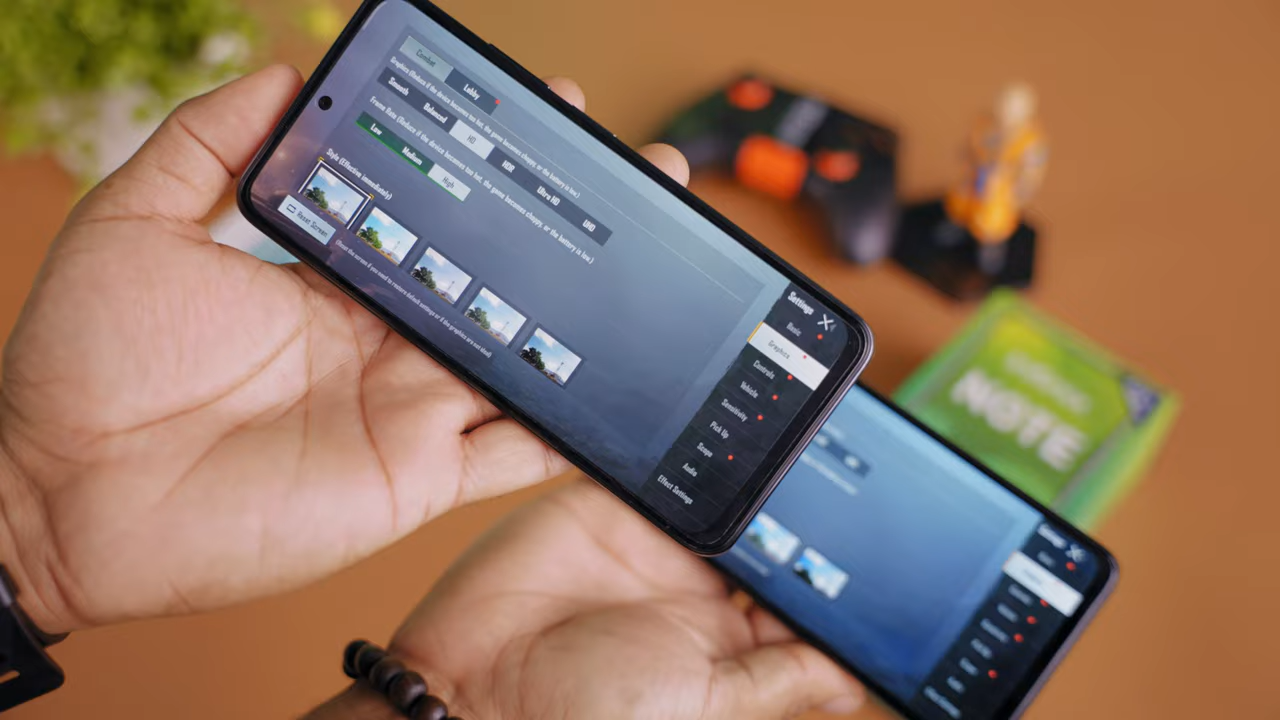 Combat Lobby
Graphics (Reduce if the device becomes too hot, the game becomes choppy, or the battery is low.)
Smooth Balanced HD HDR Ultra HD UHD
Frame Rate (Reduce if the device becomes too hot, the game becomes choppy, or the battery is low.)
Low Medium High
Style (Effective immediately)
Reset Screen
Settings
Basic
Graphics
Controls
Vehicle
Sensitivity
Pick Up
Scope
Audio
Effect Settings
NOTE